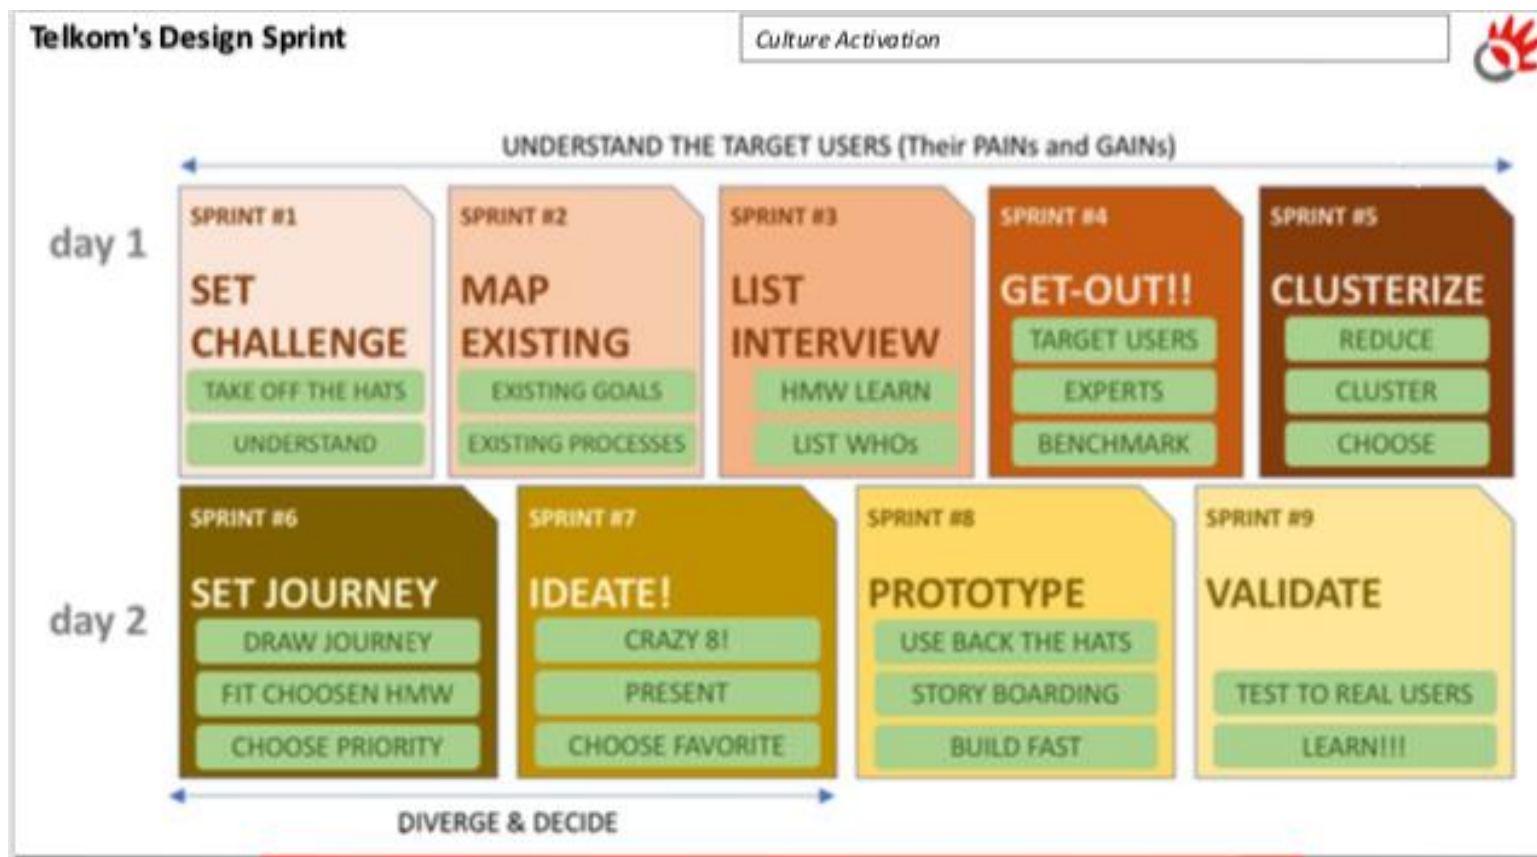 Telkom's Design Sprint
Culture Activation
UNDERSTAND THE TARGET USERS (Their PAINs and GAINs)
day 1
SPRINT #1
SET
CHALLENGE
TAKE OFF THE HATS
UNDERSTAND
SPRINT #2
MAP
EXISTING
EXISTING GOALS
EXISTING PROCESSES
SPRINT #3
LIST
INTERVIEW
HMW LEARN
LIST WHOs
SPRINT #4
GET-OUT!!
TARGET USERS
EXPERTS
BENCHMARK
SPRINT #5
CLUSTERIZE
REDUCE
CLUSTER
CHOOSE
day 2
SPRINT #6
SET JOURNEY
DRAW JOURNEY
FIT CHOOSEN HMW
CHOOSE PRIORITY
SPRINT #7
IDEATE!
CRAZY 8!
PRESENT
CHOOSE FAVORITE
SPRINT #8
PROTOTYPE
USE BACK THE HATS
STORY BOARDING
BUILD FAST
SPRINT #9
VALIDATE
TEST TO REAL USERS
LEARN!!!
DIVERGE & DECIDE